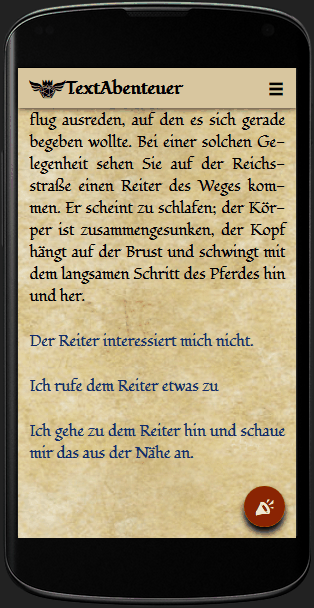 TextAbenteuer
flug ausreden, auf den es sich gerade
begeben wollte. Bei einer solchen Ge-
legenheit sehen Sie auf der Reichs-
straße einen Reiter des Weges kom-
men. Er scheint zu schlafen; der Kör-
per ist zusammengesunken, der Kopf
hängt auf der Brust und schwingt mit
dem langsamen Schritt des Pferdes hin
und her.
Der Reiter interessiert mich nicht.
Ich rufe dem Reiter etwas zu
Ich gehe zu dem Reiter hin und schaue
mir das aus der Nähe an.